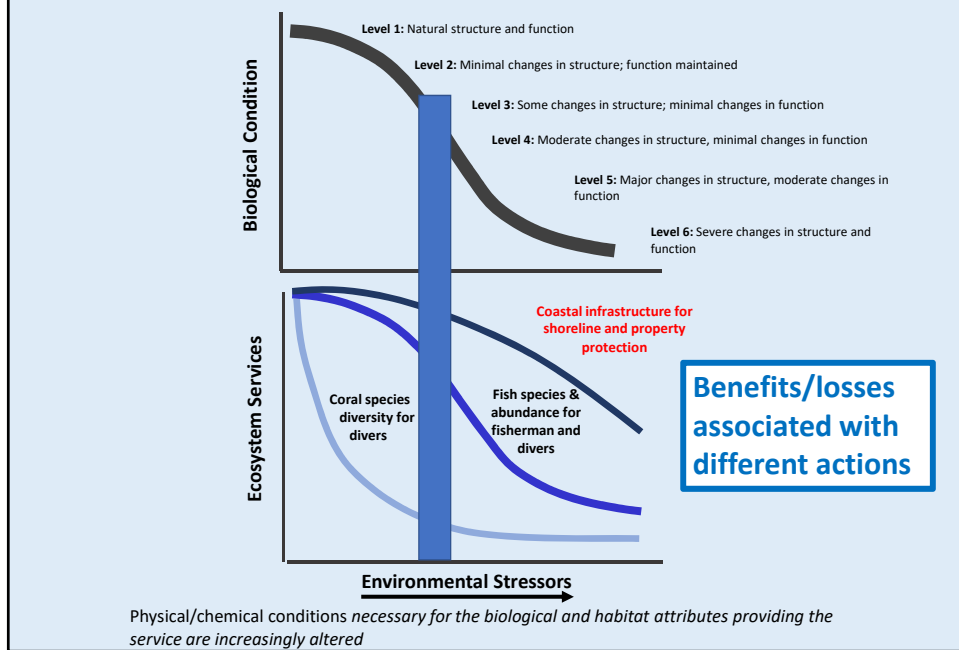 Level 1: Natural structure and function
Level 2: Minimal changes in structure; function maintained
Level 3: Some changes in structure; minimal changes in function
Level 4: Moderate changes in structure, minimal changes in function
Level 5: Major changes in structure, moderate changes in
function
Level 6: Severe changes in structure and
function
Biological Condition
Coastal infrastructure for
shoreline and property
protection
Coral species
diversity for
divers
Fish species &
abundance for
fisherman and
divers
Ecosystem Services
Benefits/losses
associated with
different actions
Environmental Stressors
Physical/chemical conditions necessary for the biological and habitat attributes providing the
service are increasingly altered